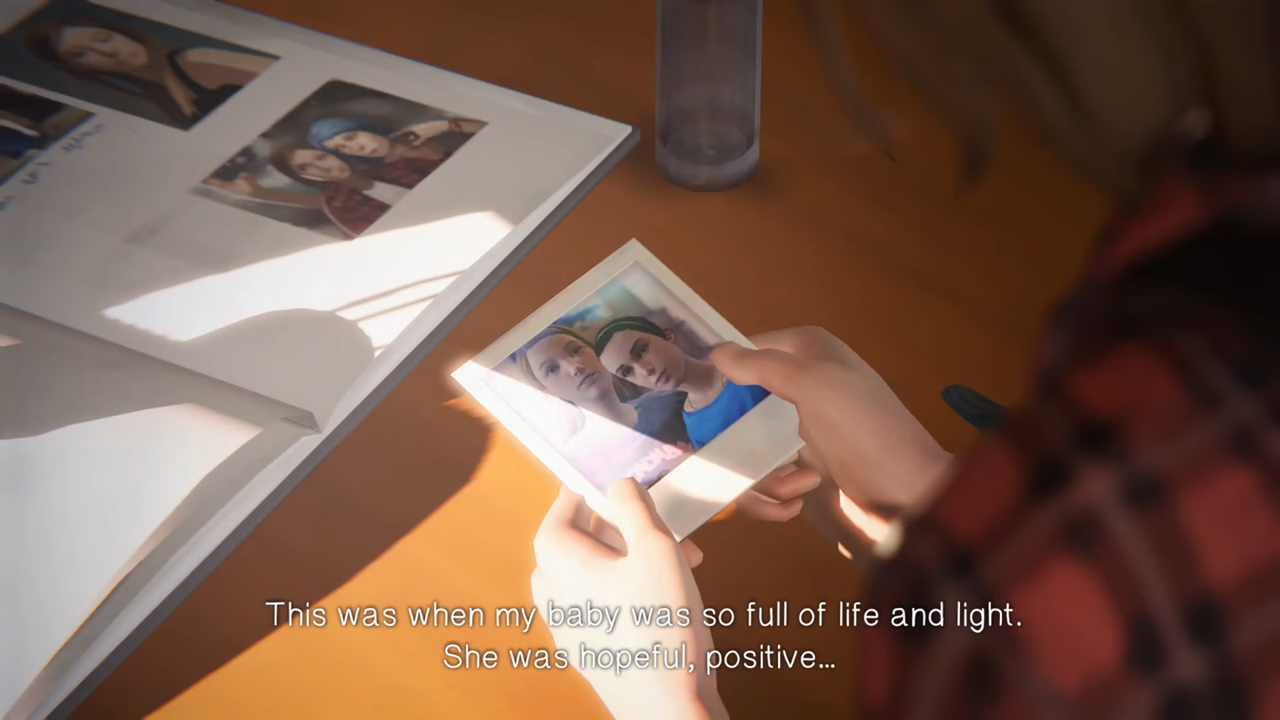 This was when my baby was so full of life and light.
She was hopeful, positive...